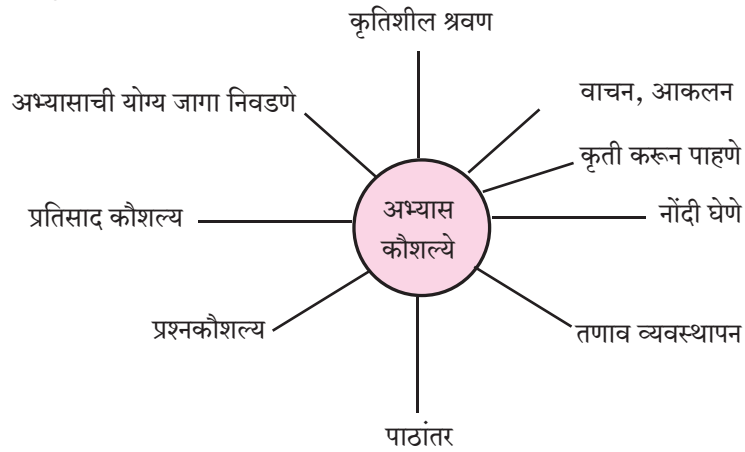 कृतिशील श्रवण
वाचन, आकलन
अभ्यासाची योग्य जागा निवडणे
कृती करून पाहणे
प्रतिसाद कौशल्य
अभ्यास
कौशल्ये
नोंदी घेणे
प्रश्नकौशल्य
तणाव व्यवस्थापन
पाठांतर